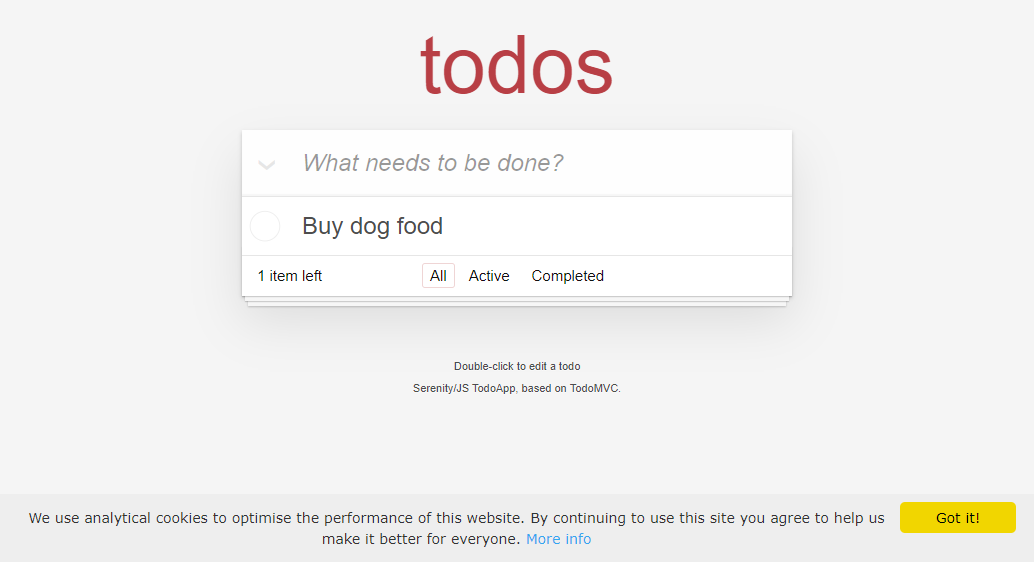 todos
What needs to be done?
Buy dog food
1 item left All Active Completed
Double-click to edit a todo
Serenity/JS TodoApp, based on TodoMVC.
We use analytical cookies to optimise the performance of this website. By continuing to use this site you agree to help us
make it better for everyone. More info
Got it!